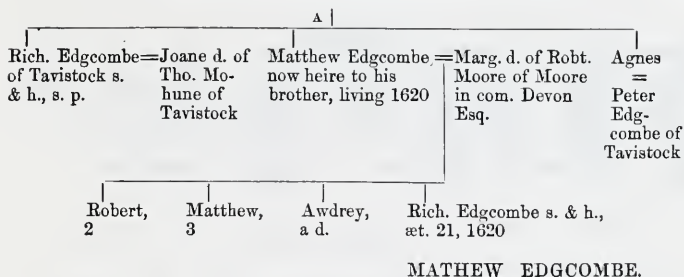 A
Rich. Edgcombe=Joane d. of
of Tavistock s. Tho. Mo-
& h., s. p. hune of
Tavistock
Matthew Edgcombe =Marg. d. of Robt.
now heire to his Moore of Moore
brother, living 1620 in com. Devon
Esq.
Agnes
=
Peter
Edg-
combe of
Tavistock
Robert,
2
Matthew,
3
Awdrey,
a d.
Rich. Edgcombe s. & h.,
æt. 21, 1620
MATHEW EDGCOMBE.